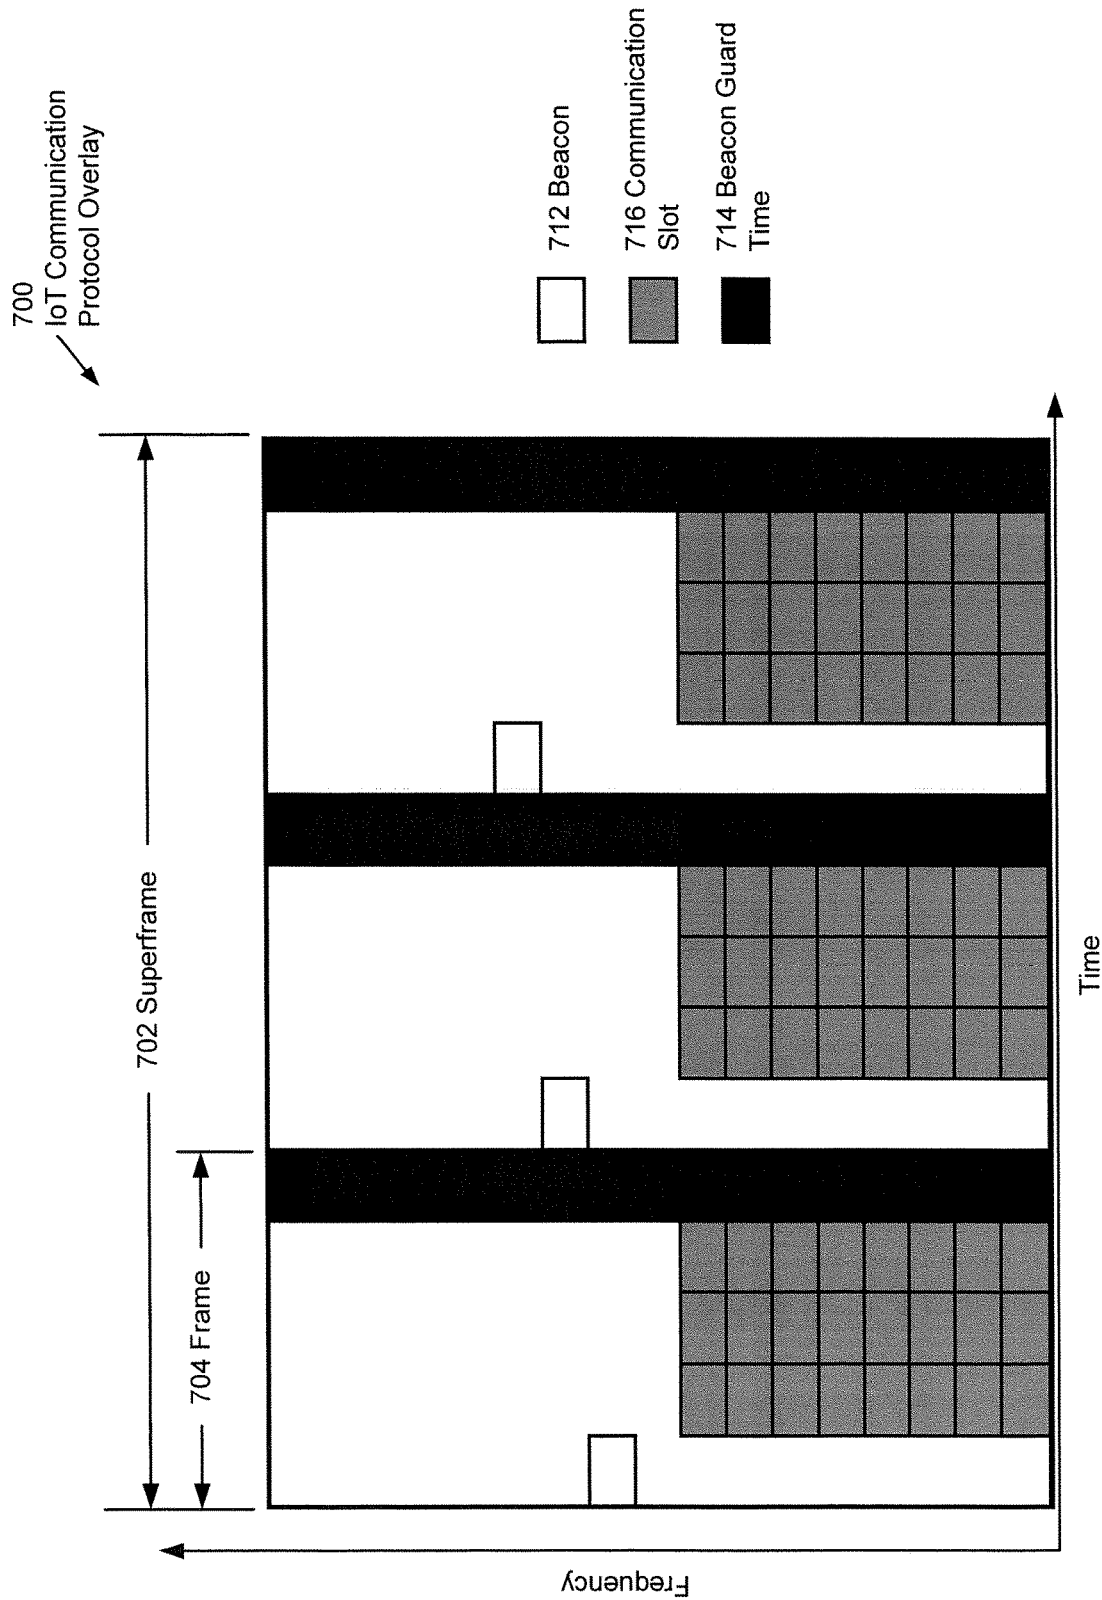 700
IoT Communication
Protocol Overlay
702 Superframe
704 Frame
712 Beacon
716 Communication
Slot
714 Beacon Guard
Time
Frequency
Time